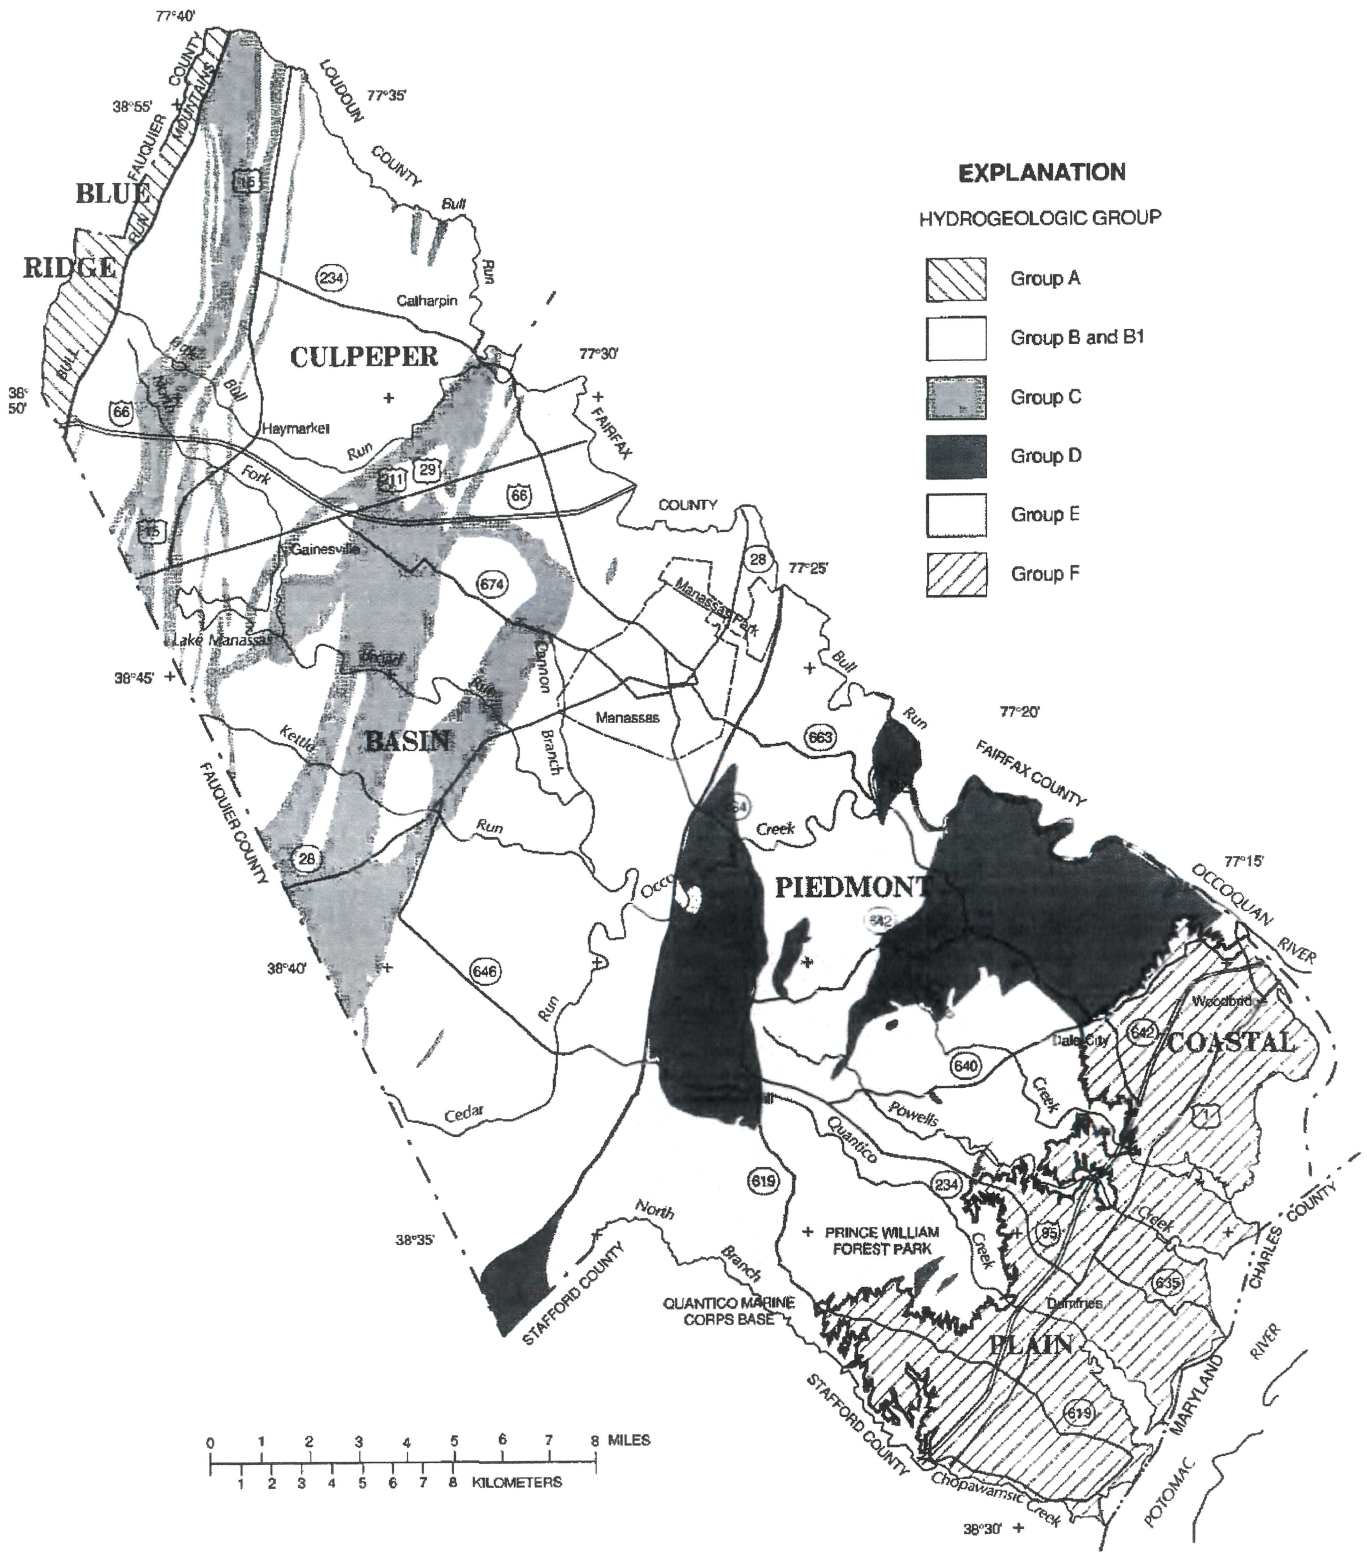 77°40'
COUNTY
MOUNTAINS
FAUQUIER
38°55'
LOUDOUN
77°35'
COUNTY
BLUE
RUN
15
Bull
RIDGE
Run
234
Catharpin
BULL
CULPEPER
77°30'
38°
50'
North
Bull
66
Haymarket
Run
FAIRFAX
Fork
211
29
66
COUNTY
15
Gainesville
28
77°25'
674
Manassas Park
Lake Manassas
Broad
Run
Cannon
Bull
38°45'
Run
77°20'
Manassas
663
Kettle
BASIN
Branch
FAIRFAX COUNTY
FAUQUIER COUNTY
Run
Creek
28
77°15'
OCCOQUAN
RIVER
Occo
PIEDMONT
642
38°40'
646
Run
Woodbridge
Dale City
642
COASTAL
640
Creek
Cedar
Powells
1
Quantico
619
234
COUNTY
North
Creek
38°35'
PRINCE WILLIAM
FOREST PARK
95
Creek
CHARLES
Branch
635
STAFFORD COUNTY
QUANTICO MARINE
CORPS BASE
Dumfries
PLAIN
RIVER
MARYLAND
STAFFORD COUNTY
619
Chopawamsic Creek
POTOMAC
38°30'
EXPLANATION
HYDROGEOLOGIC GROUP
Group A
Group B and B1
Group C
Group D
Group E
Group F
0 1 2 3 4 5 6 7 8 MILES
1 2 3 4 5 6 7 8 KILOMETERS